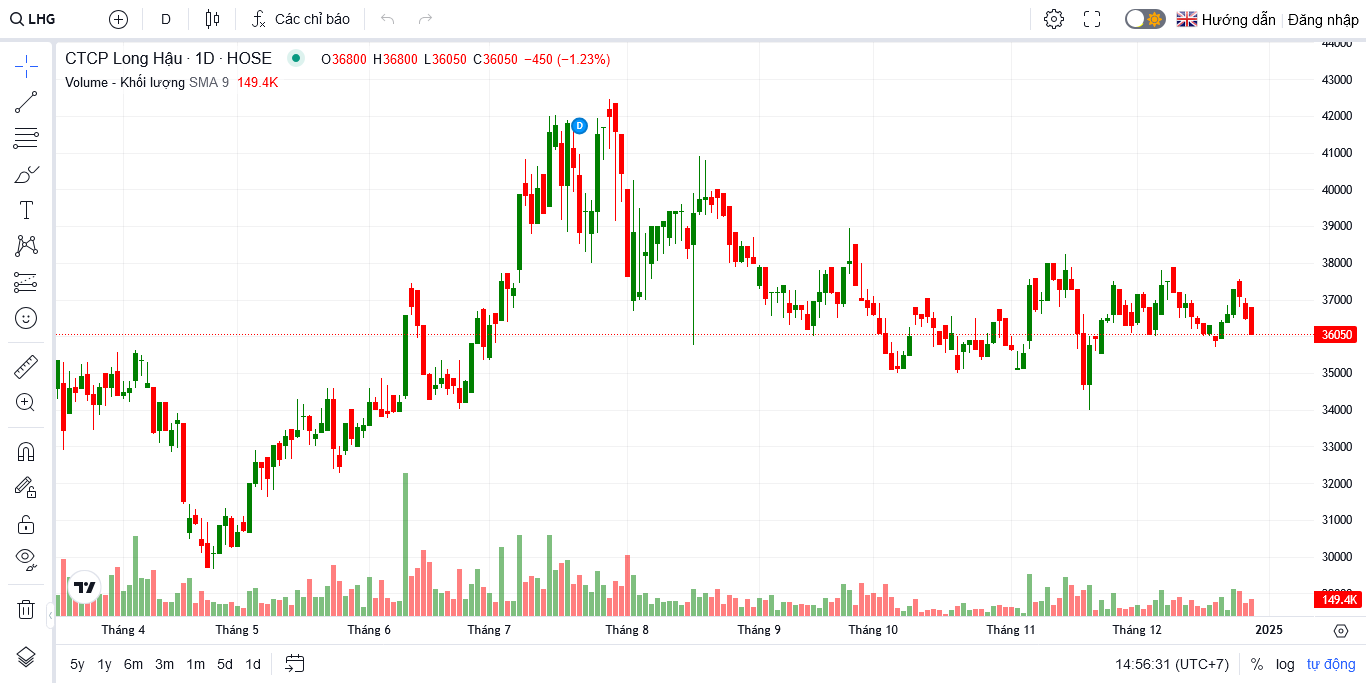 LHG D Các chỉ báo Hướng dẫn Đăng nhập
CTCP Long Hậu · 1D · HOSE O36800 H36800 L36050 C36050 −450 (−1.23%)
Volume - Khối lượng SMA 9 149.4K
D
44000
43000
42000
41000
40000
39000
38000
37000
36050
35000
34000
33000
32000
31000
30000
149.4K
Tháng 4 Tháng 5 Tháng 6 Tháng 7 Tháng 8 Tháng 9 Tháng 10 Tháng 11 Tháng 12 2025
5y 1y 6m 3m 1m 5d 1d 14:56:31 (UTC+7) % log tự động